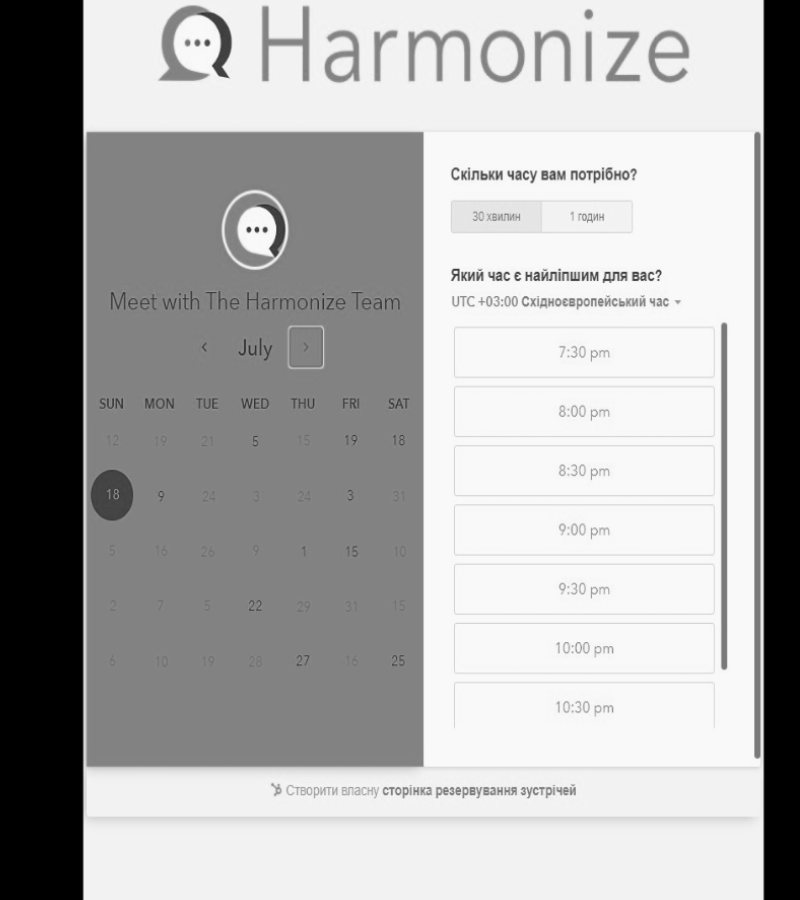 Harmonize
Meet with The Harmonize Team
‹ July ›
SUN MON TUE WED THU FRI SAT
12 19 21 5 15 19 18
18 9 24 3 24 3 31
5 16 26 9 1 15 10
2 7 5 22 29 31 15
6 10 19 28 27 16 25
Скільки часу вам потрібно?
30 хвилин 1 годин
Який час є найліпшим для вас?
UTC +03:00 Східноєвропейський час
7:30 pm
8:00 pm
8:30 pm
9:00 pm
9:30 pm
10:00 pm
10:30 pm
Створити власну сторінка резервування зустрічей